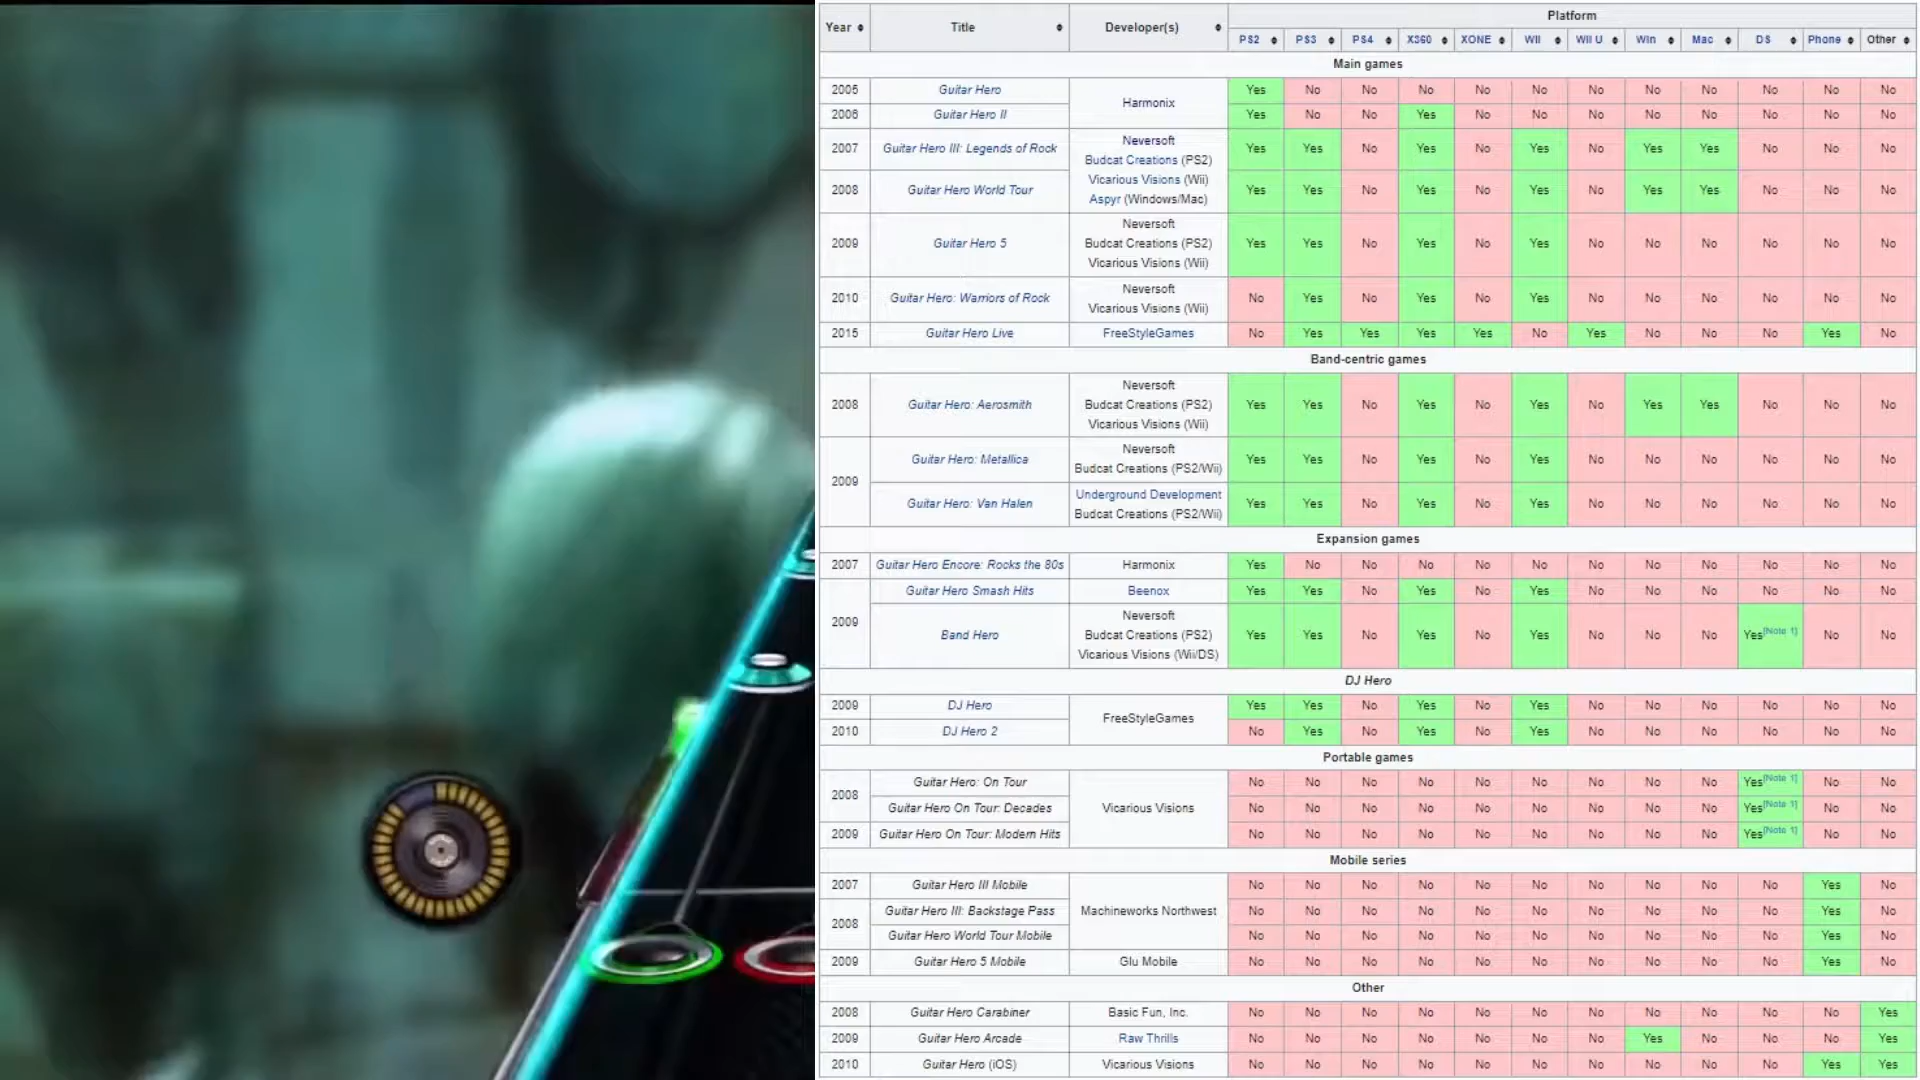 Platform
Year Title Developer(s)
PS2 PS3 PS4 X360 XONE WII WII U Win Mac DS Phone Other
Main games
2005 Guitar Hero Harmonix Yes No No No No No No No No No No No
2006 Guitar Hero II Yes No No Yes No No No No No No No No
2007 Guitar Hero III: Legends of Rock Yes Yes No Yes No Yes No Yes Yes No No No
Neversoft
Budcat Creations (PS2)
Vicarious Visions (Wii)
Aspyr (Windows/Mac)
2008 Guitar Hero World Tour Yes Yes No Yes No Yes No Yes Yes No No No
Neversoft
2009 Guitar Hero 5 Budcat Creations (PS2) Yes Yes No Yes No Yes No No No No No No
Vicarious Visions (Wii)
Neversoft
2010 Guitar Hero: Warriors of Rock No Yes No Yes No Yes No No No No No No
Vicarious Visions (Wii)
2015 Guitar Hero Live FreeStyleGames No Yes Yes Yes Yes No Yes No No No Yes No
Band-centric games
Neversoft
2008 Guitar Hero: Aerosmith Budcat Creations (PS2) Yes Yes No Yes No Yes No Yes Yes No No No
Vicarious Visions (Wii)
2009
Neversoft
Guitar Hero: Metallica Yes Yes No Yes No Yes No No No No No No
Budcat Creations (PS2/Wii)
Underground Development
Guitar Hero: Van Halen Yes Yes No Yes No Yes No No No No No No
Budcat Creations (PS2/Wii)
Expansion games
2007 Guitar Hero Encore: Rocks the 80s Harmonix Yes No No No No No No No No No No No
2009
Guitar Hero Smash Hits Beenox Yes Yes No Yes No Yes No No No No No No
Neversoft
Band Hero Budcat Creations (PS2) Yes Yes No Yes No Yes No No No Yes[Note 1] No No
Vicarious Visions (Wii/DS)
DJ Hero
2009 DJ Hero FreeStyleGames Yes Yes No Yes No Yes No No No No No No
2010 DJ Hero 2 No Yes No Yes No Yes No No No No No No
Portable games
2008 Guitar Hero: On Tour No No No No No No No No No Yes[Note 1] No No
Guitar Hero On Tour: Decades Vicarious Visions No No No No No No No No No Yes[Note 1] No No
2009 Guitar Hero On Tour: Modern Hits No No No No No No No No No Yes[Note 1] No No
Mobile series
2007 Guitar Hero III Mobile No No No No No No No No No No Yes No
2008 Guitar Hero III: Backstage Pass Machineworks Northwest No No No No No No No No No No Yes No
Guitar Hero World Tour Mobile No No No No No No No No No No Yes No
2009 Guitar Hero 5 Mobile Glu Mobile No No No No No No No No No No Yes No
Other
2008 Guitar Hero Carabiner Basic Fun, Inc. No No No No No No No No No No No Yes
2009 Guitar Hero Arcade Raw Thrills No No No No No No No Yes No No No Yes
2010 Guitar Hero (iOS) Vicarious Visions No No No No No No No No No No Yes Yes